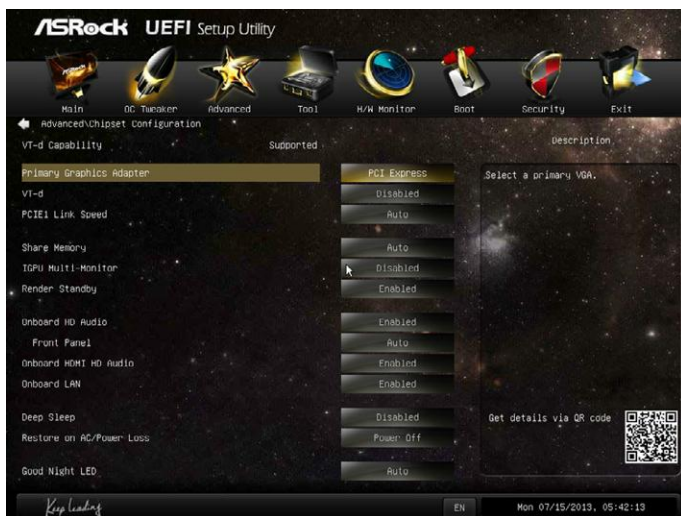 ASRock UEFI Setup Utility
Main OC Tweaker Advanced Tool H/W Monitor Boot Security Exit
Advanced\Chipset Configuration
Description
VT-d Capability Supported
Primary Graphics Adapter PCI Express
Select a primary VGA.
VT-d Disabled
PCIE1 Link Speed Auto
Share Memory Auto
IGPU Multi-Monitor Disabled
Render Standby Enabled
Onboard HD Audio Enabled
Front Panel Auto
Onboard HDMI HD Audio Enabled
Onboard LAN Enabled
Deep Sleep Disabled
Get details via QR code
Restore on AC/Power Loss Power Off
Good Night LED Auto
Keep Leading
EN
Mon 07/15/2013, 05:42:13